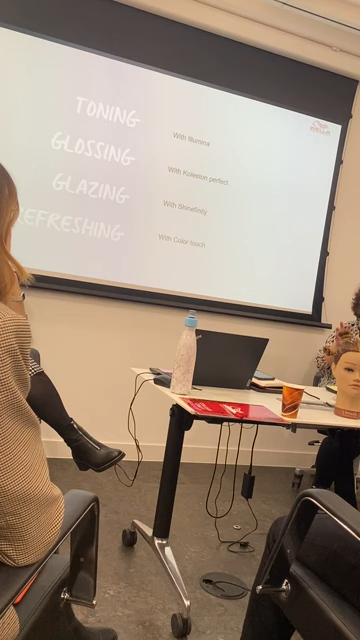 TONING
With Illumina
GLOSSING
With Koleston perfect
GLAZING
With Shinefinity
REFRESHING
With Color touch